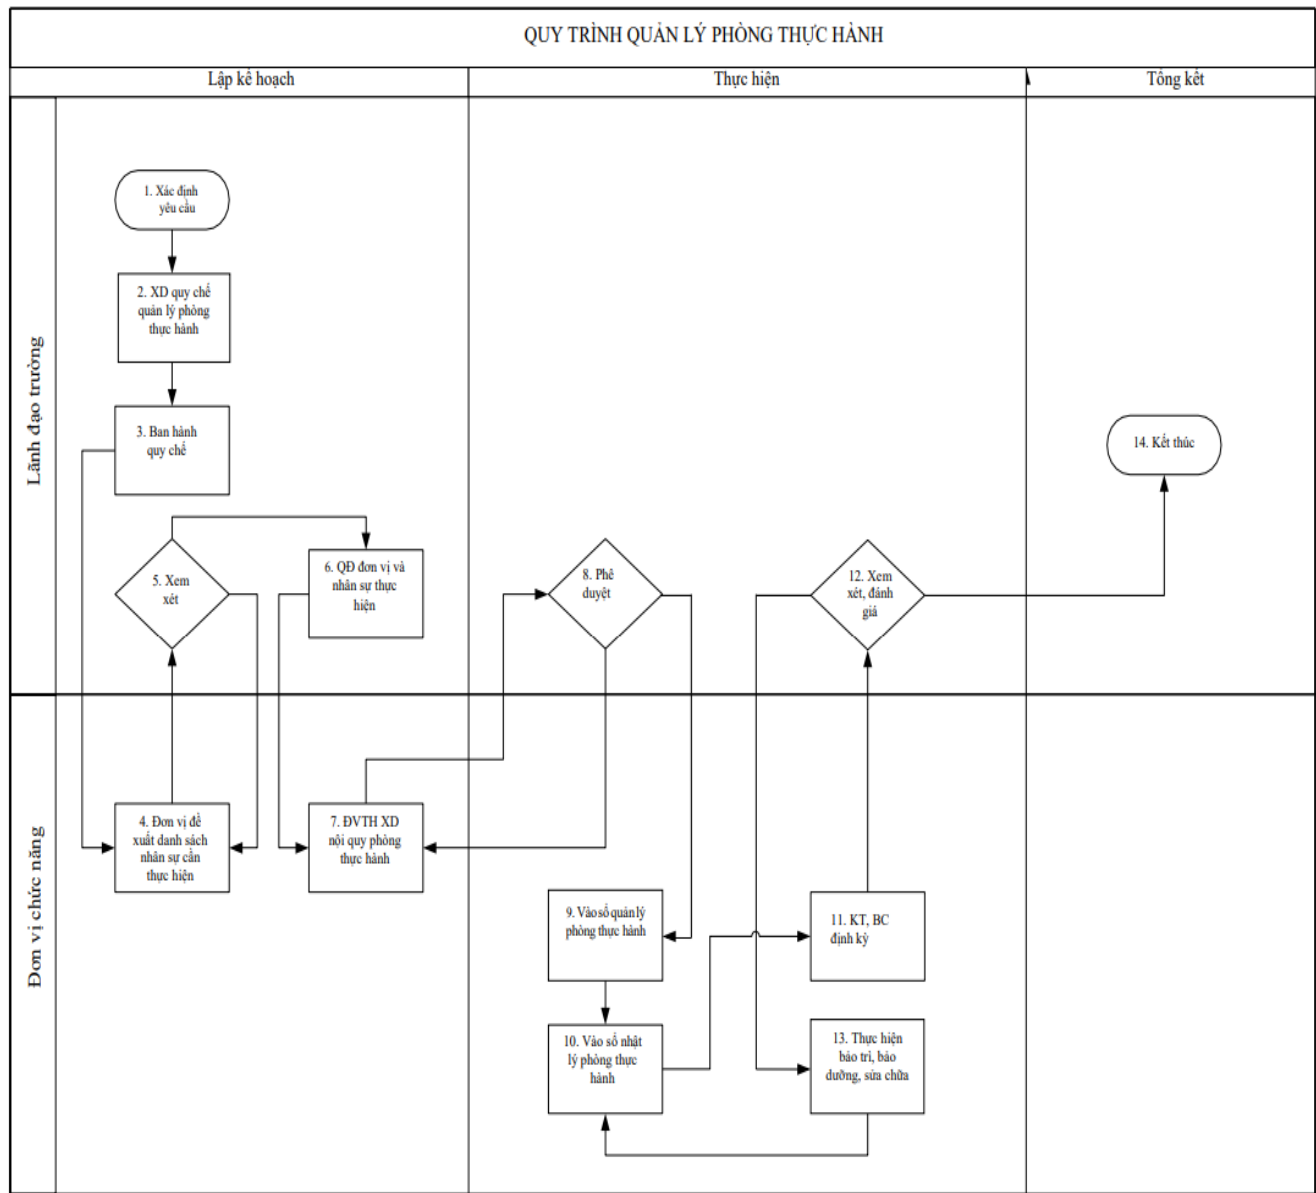 QUY TRÌNH QUẢN LÝ PHÒNG THỰC HÀNH
Lập kế hoạch
Thực hiện
Tổng kết
Lãnh đạo trường
1. Xác định
yêu cầu
2. XD quy chế
quản lý phòng
thực hành
3. Ban hành
quy chế
5. Xem
xét
6. QĐ đơn vị và
nhân sự thực
hiện
8. Phê
duyệt
12. Xem
xét, đánh
giá
14. Kết thúc
Đơn vị chức năng
4. Đơn vị đề
xuất danh sách
nhân sự cần
thực hiện
7. ĐVTH XD
nội quy phòng
thực hành
9. Vào sổ quản lý
phòng thực hành
10. Vào sổ nhật
lý phòng thực
hành
11. KT, BC
định kỳ
13. Thực hiện
bảo trì, bảo
dưỡng, sửa chữa